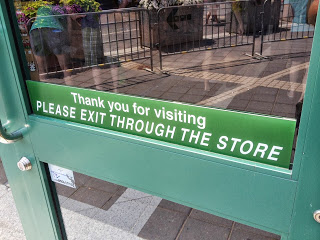 Thank you for visiting
PLEASE EXIT THROUGH THE STORE